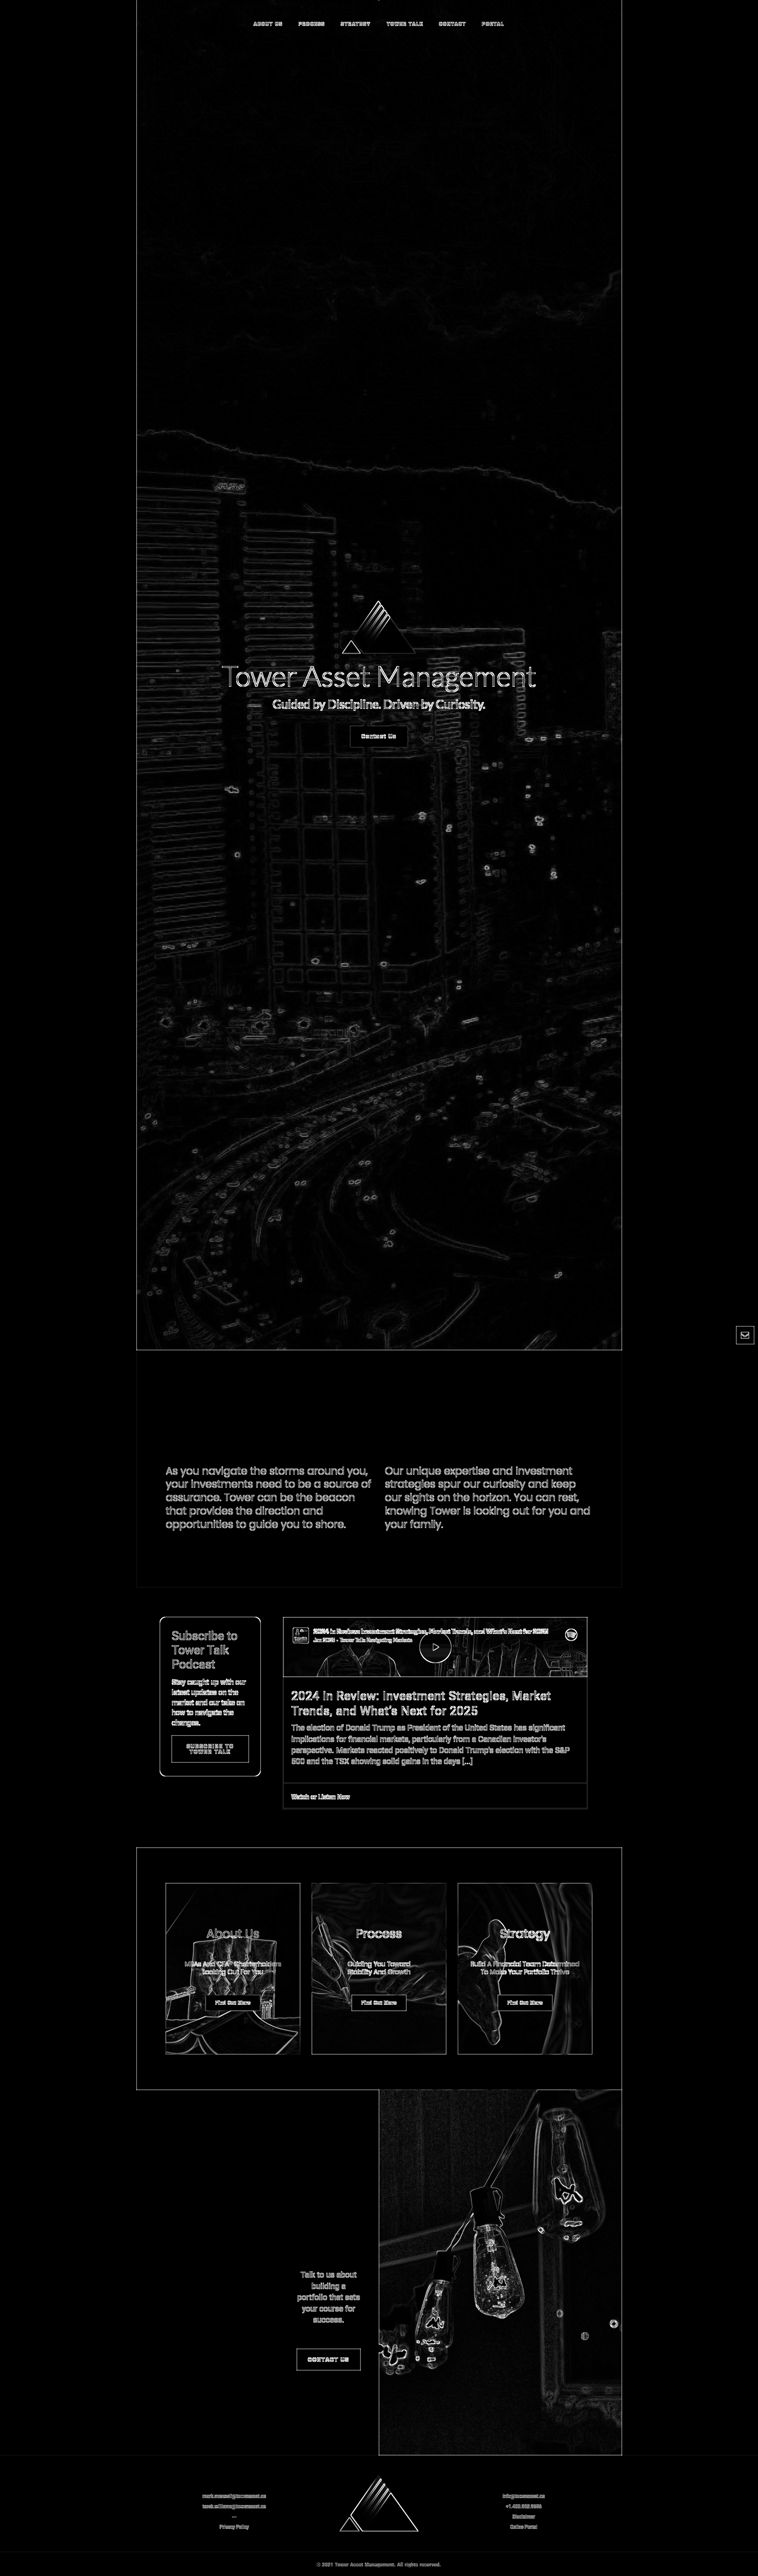 ABOUT US PROCESS STRATEGY TOWER TALK CONTACT PORTAL
Tower Asset Management
Guided by Discipline. Driven by Curiosity.
Contact Us
As you navigate the storms around you,
your investments need to be a source of
assurance. Tower can be the beacon
that provides the direction and
opportunities to guide you to shore.
Our unique expertise and investment
strategies spur our curiosity and keep
our sights on the horizon. You can rest,
knowing Tower is looking out for you and
your family.
Subscribe to
Tower Talk
Podcast
Stay caught up with our
latest updates on the
market and our take on
how to navigate the
changes.
SUBSCRIBE TO
TOWER TALK
2024 in Review: Investment Strategies, Market Trends, and What's Next for 2025
Jan 2025 - Tower Talk: Navigating Markets
2024 in Review: Investment Strategies, Market
Trends, and What's Next for 2025
The election of Donald Trump as President of the United States has significant
implications for financial markets, particularly from a Canadian investor's
perspective. Markets reacted positively to Donald Trump's election with the S&P
500 and the TSX showing solid gains in the days [...]
Watch or Listen Now
About Us
MBAs And CFA® Charterholders
Looking Out For You
Find Out More
Process
Guiding You Toward
Stability And Growth
Find Out More
Strategy
Build A Financial Team Determined
To Make Your Portfolio Thrive
Find Out More
Talk to us about
building a
portfolio that sets
your course for
success.
CONTACT US
Privacy Policy
Disclaimer
Online Portal
© 2021 Tower Asset Management. All rights reserved.